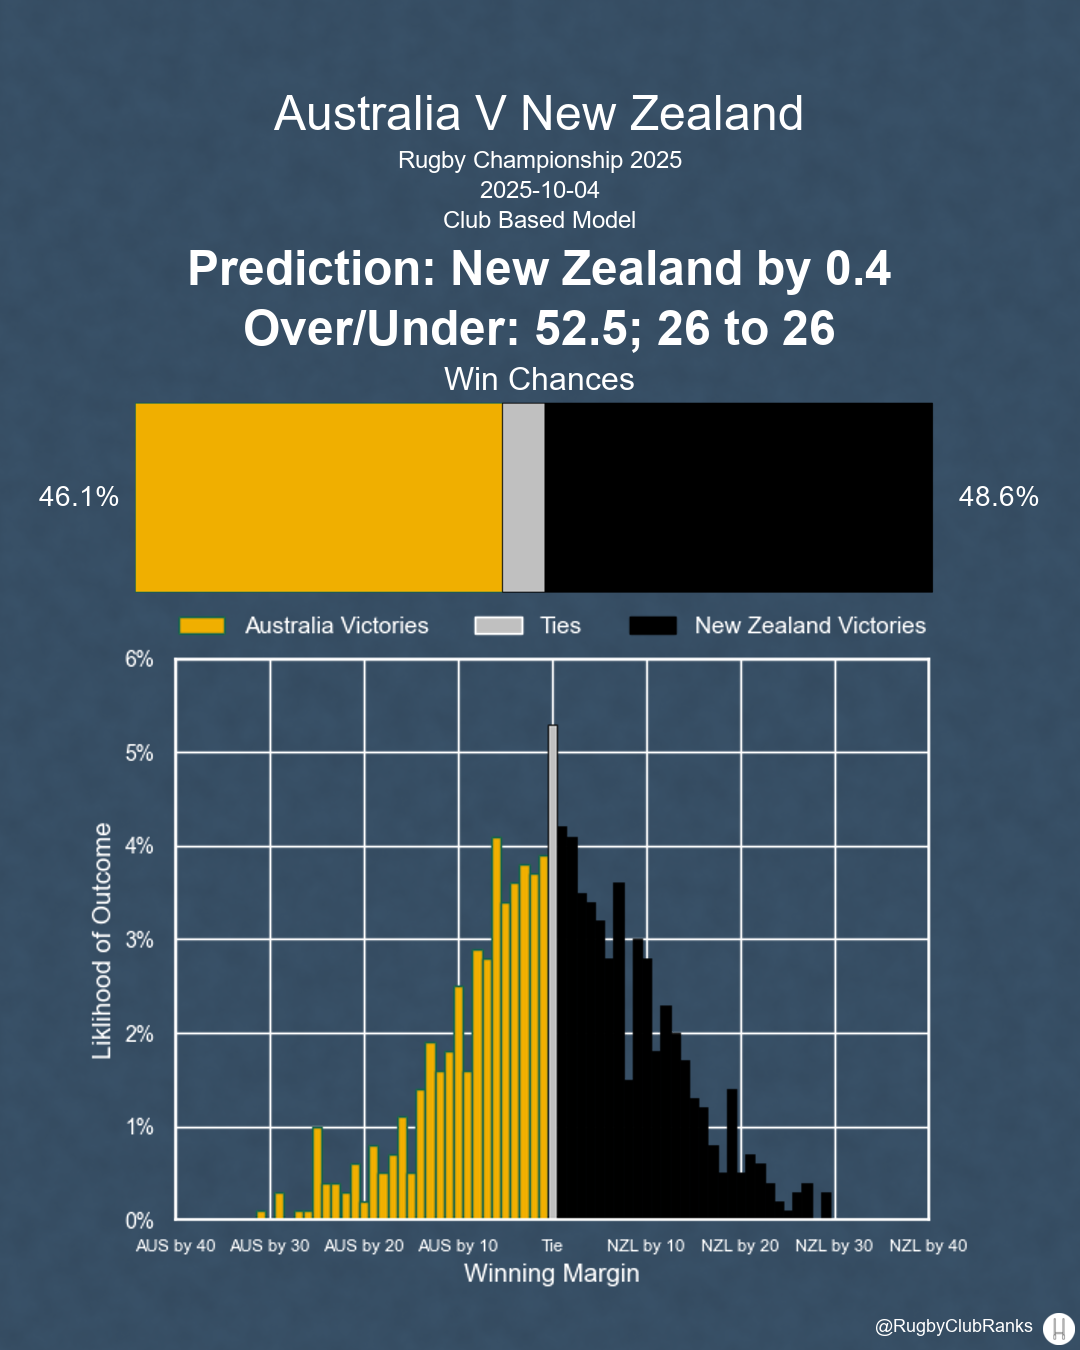 Australia V New Zealand
Rugby Championship 2025
2025-10-04
Club Based Model
Prediction: New Zealand by 0.4
Over/Under: 52.5; 26 to 26
Win Chances
46.1%
48.6%
Australia Victories
Ties
New Zealand Victories
6%
5%
4%
3%
2%
1%
0%
Liklihood of Outcome
AUS by 40 AUS by 30 AUS by 20 AUS by 10 Tie NZL by 10 NZL by 20 NZL by 30 NZL by 40
Winning Margin
@RugbyClubRanks